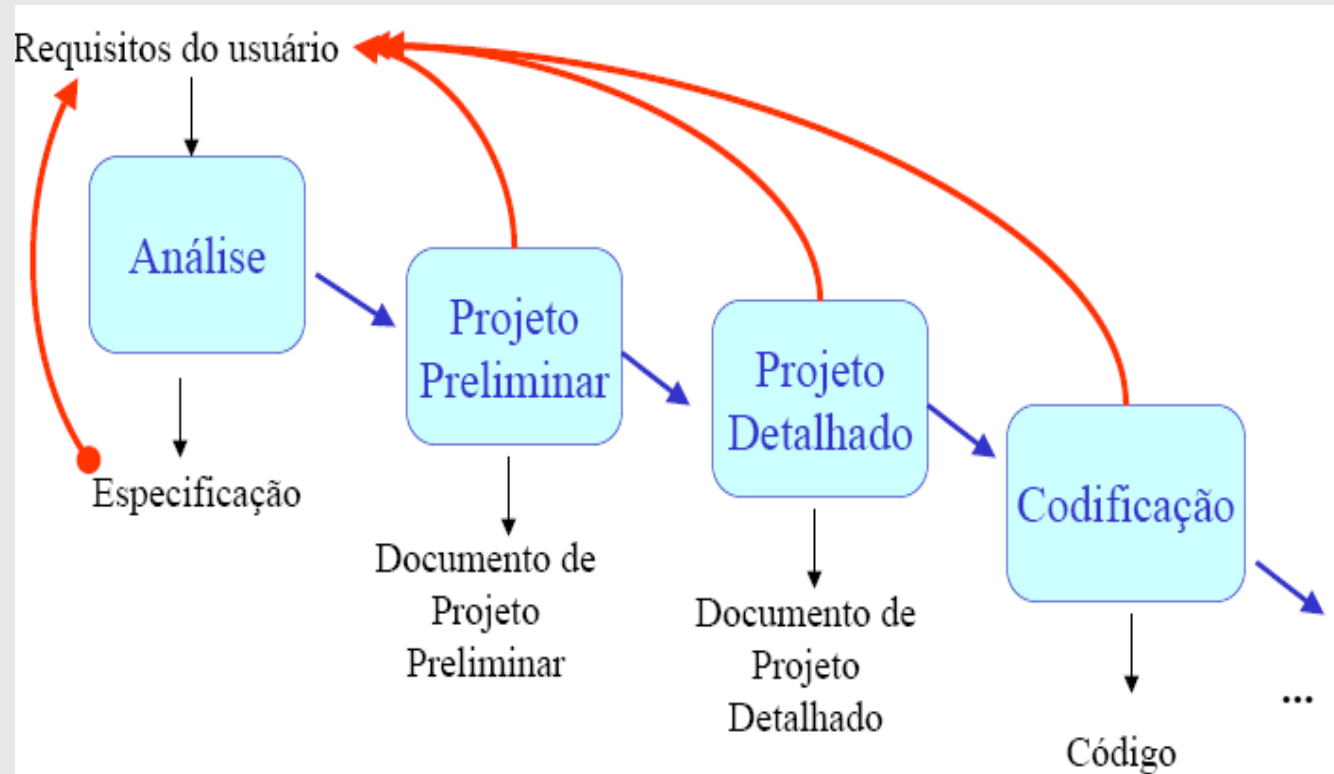 Requisitos do usuário
Análise
Especificação
Projeto
Preliminar
Documento de
Projeto
Preliminar
Projeto
Detalhado
Documento de
Projeto
Detalhado
Codificação
Código
...